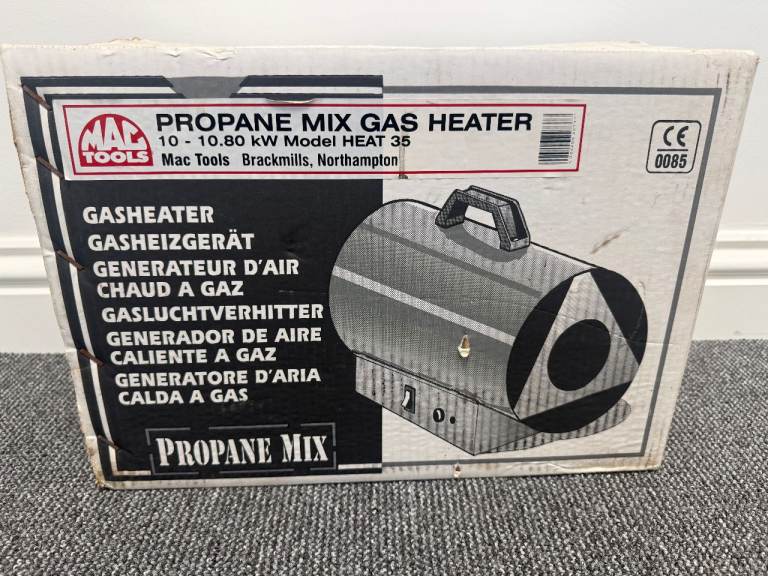 MAC
TOOLS
PROPANE MIX GAS HEATER
10 - 10.80 kW Model HEAT 35
Mac Tools Brackmills, Northampton
CE
0085
GASHEATER
GASHEIZGERÄT
GENERATEUR D'AIR
CHAUD A GAZ
GASLUCHTVERHITTER
GENERADOR DE AIRE
CALIENTE A GAZ
GENERATORE D'ARIA
CALDA A GAS
PROPANE MIX